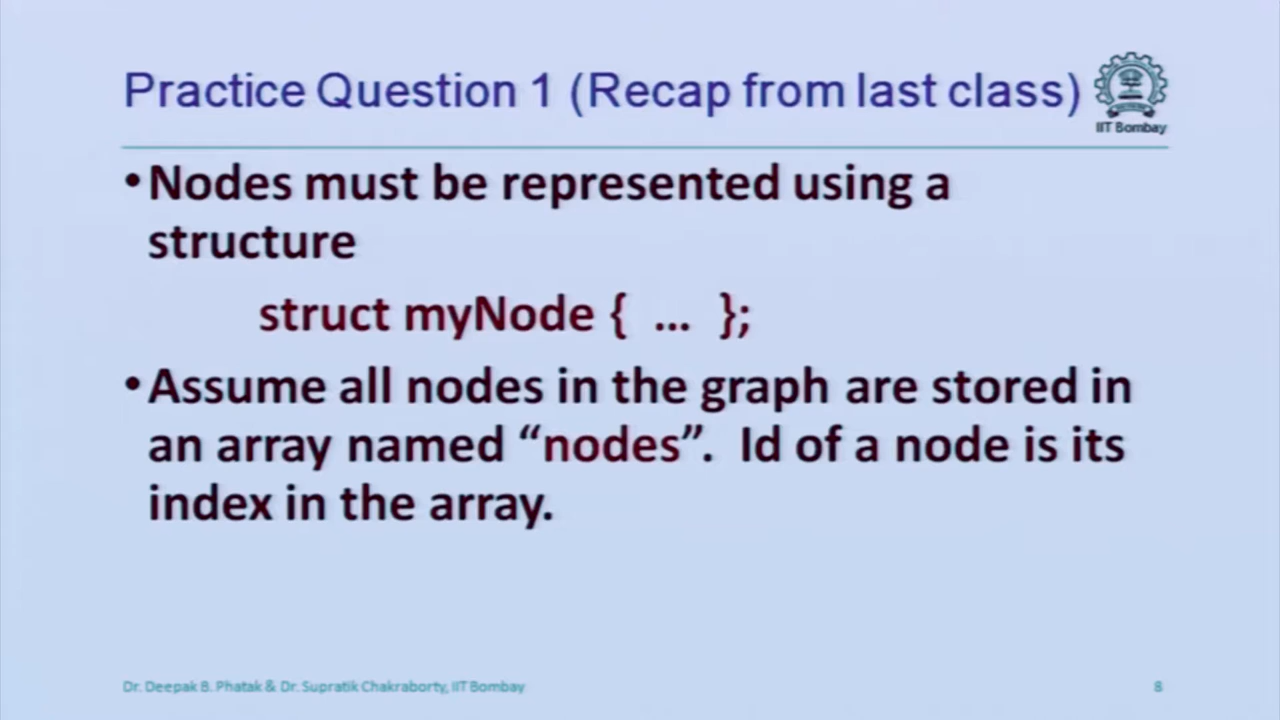 Practice Question 1 (Recap from last class)
IIT Bombay
•Nodes must be represented using a
structure
struct myNode { … };
•Assume all nodes in the graph are stored in
an array named “nodes”. Id of a node is its
index in the array.
Dr. Deepak B. Phatak & Dr. Supratik Chakraborty, IIT Bombay
8